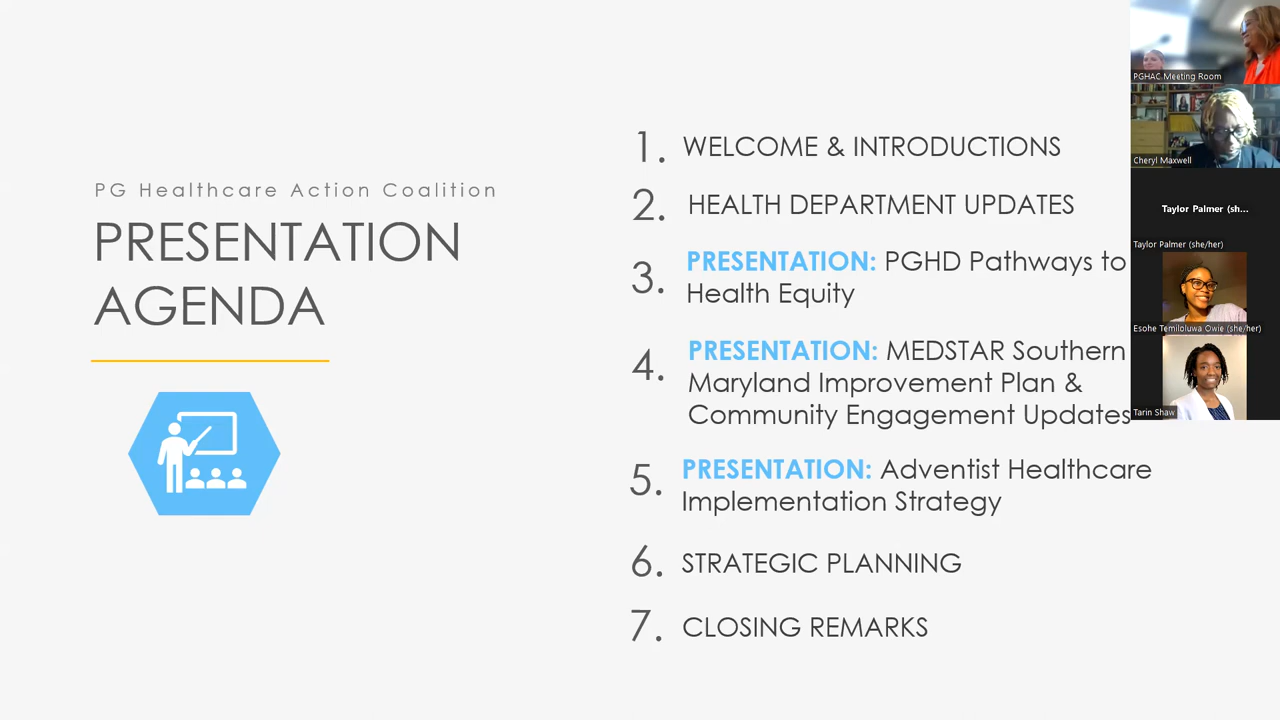 PG Healthcare Action Coalition
PRESENTATION
AGENDA
1. WELCOME & INTRODUCTIONS
2. HEALTH DEPARTMENT UPDATES
3. PRESENTATION: PGHD Pathways to
Health Equity
4. PRESENTATION: MEDSTAR Southern
Maryland Improvement Plan &
Community Engagement Updates
5. PRESENTATION: Adventist Healthcare
Implementation Strategy
6. STRATEGIC PLANNING
7. CLOSING REMARKS
PGHAC Meeting Room
Cheryl Maxwell
Taylor Palmer (sh...
Taylor Palmer (she/her)
Esohe Temiloluwa Owie (she/her)
Tarin Shaw